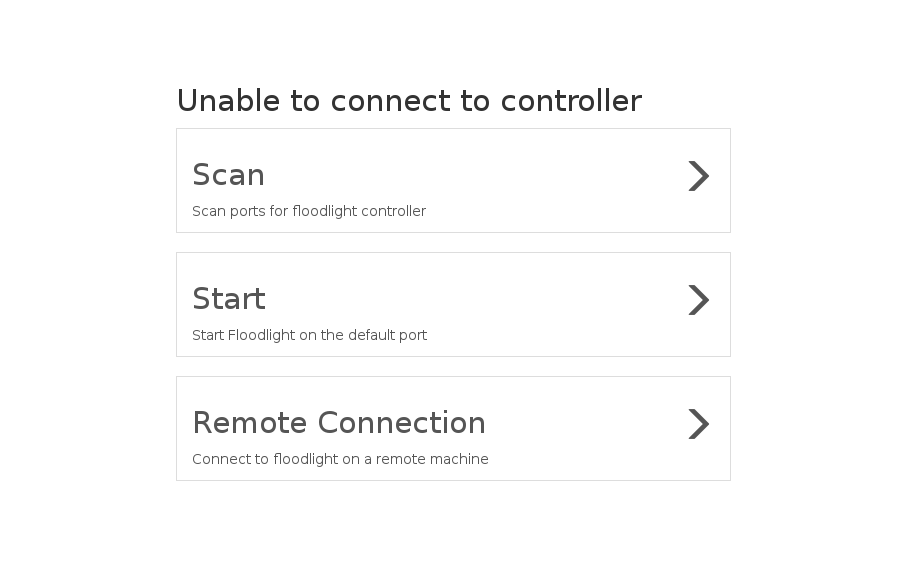 Unable to connect to controller
Scan
Scan ports for floodlight controller
Start
Start Floodlight on the default port
Remote Connection
Connect to floodlight on a remote machine